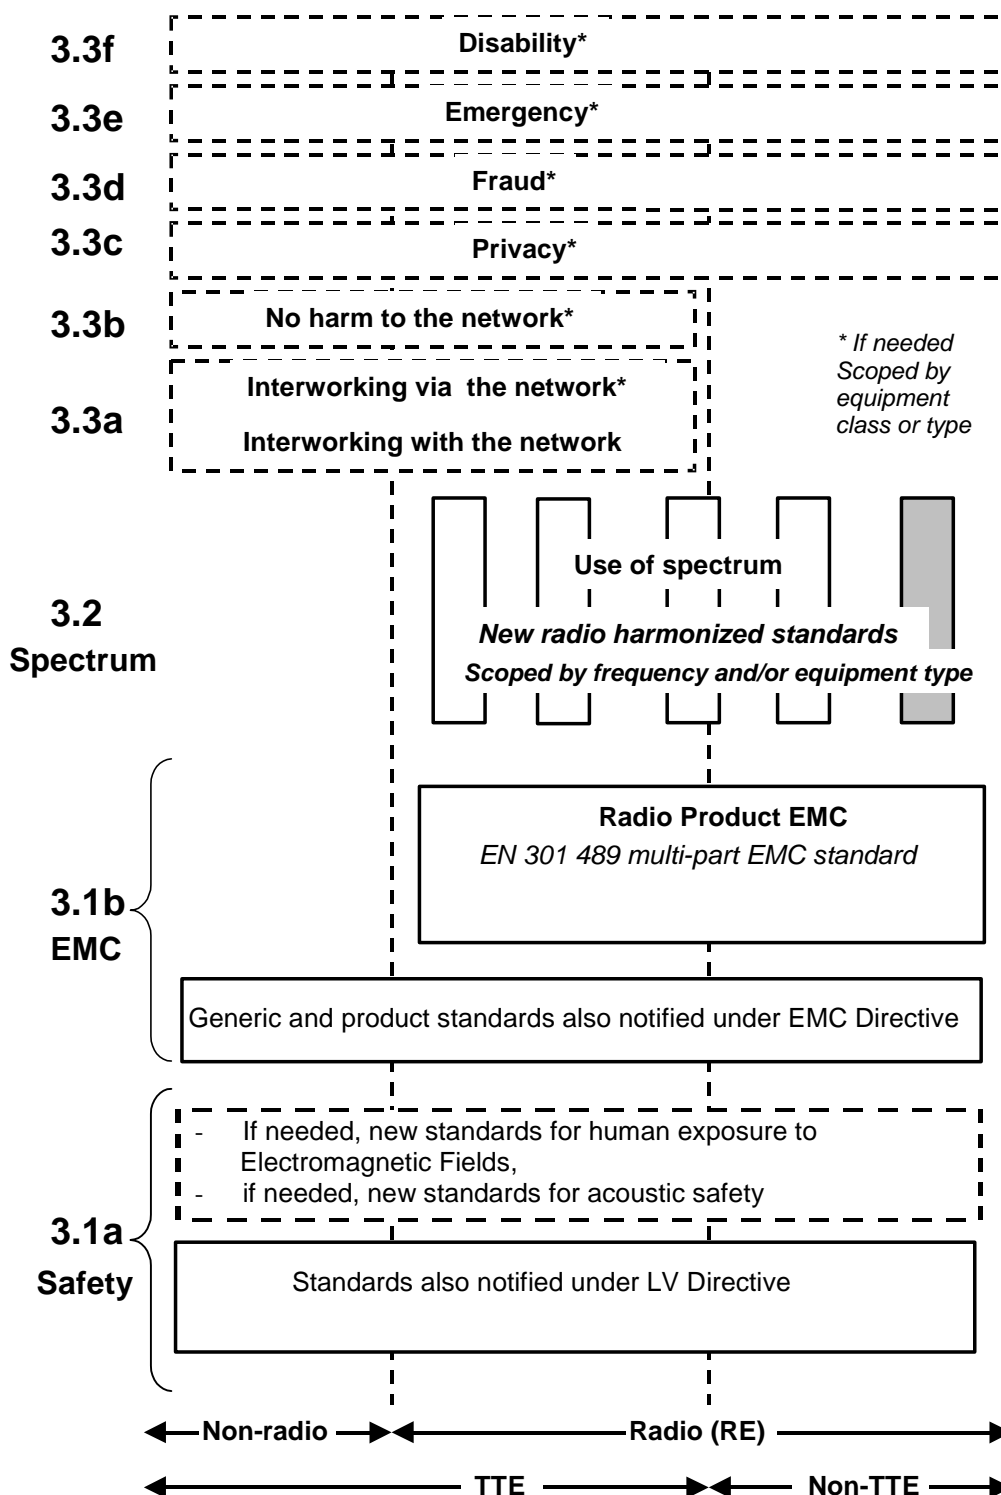 3.3f
Disability*
3.3e
Emergency*
3.3d
Fraud*
3.3c
Privacy*
3.3b
No harm to the network*
3.3a
Interworking via the network*
Interworking with the network
* If needed
Scoped by
equipment
class or type
3.2
Spectrum
Use of spectrum
New radio harmonized standards
Scoped by frequency and/or equipment type
3.1b
EMC
Radio Product EMC
EN 301 489 multi-part EMC standard
Generic and product standards also notified under EMC Directive
3.1a
Safety
- If needed, new standards for human exposure to
Electromagnetic Fields,
- if needed, new standards for acoustic safety
Standards also notified under LV Directive
Non-radio
Radio (RE)
TTE
Non-TTE